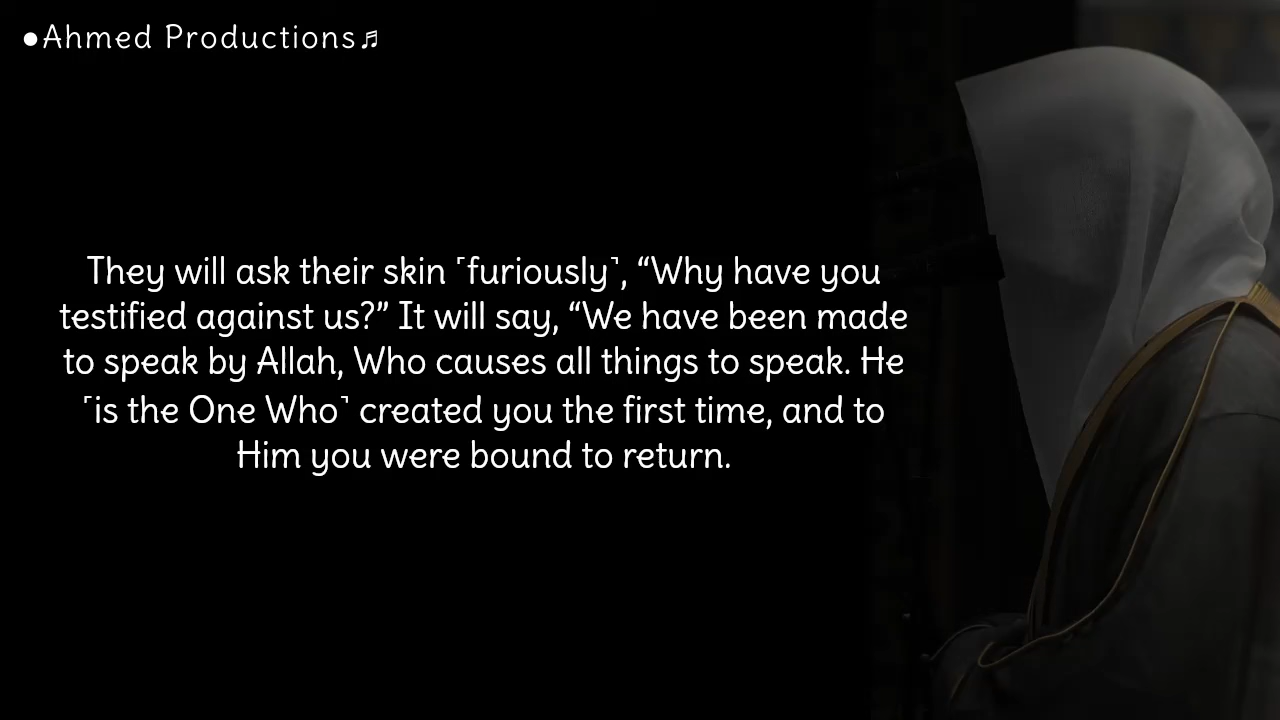 ●Ahmed Productions♬
They will ask their skin ˹furiously˺, “Why have you
testified against us?” It will say, “We have been made
to speak by Allah, Who causes all things to speak. He
˹is the One Who˺ created you the first time, and to
Him you were bound to return.